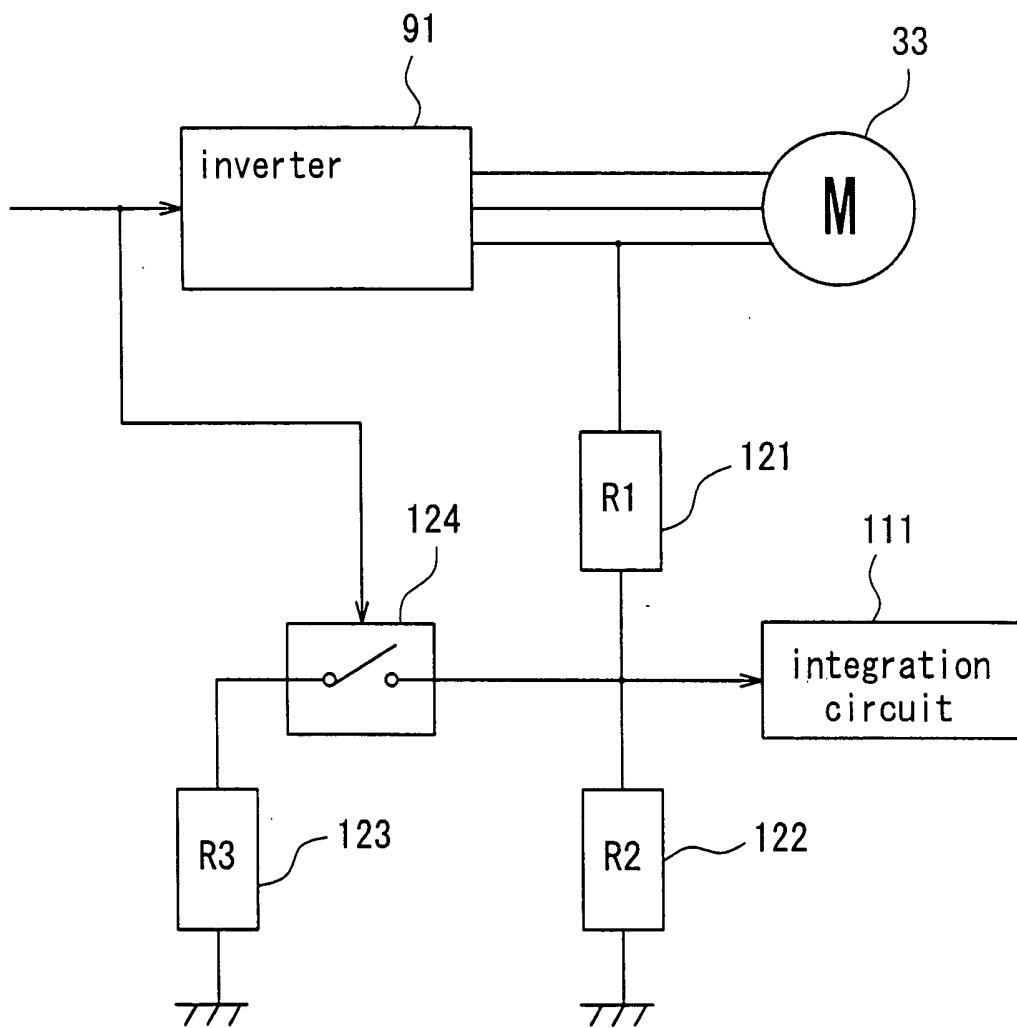 91
33
inverter
M
R1
121
124
111
integration
circuit
R3
123
R2
122